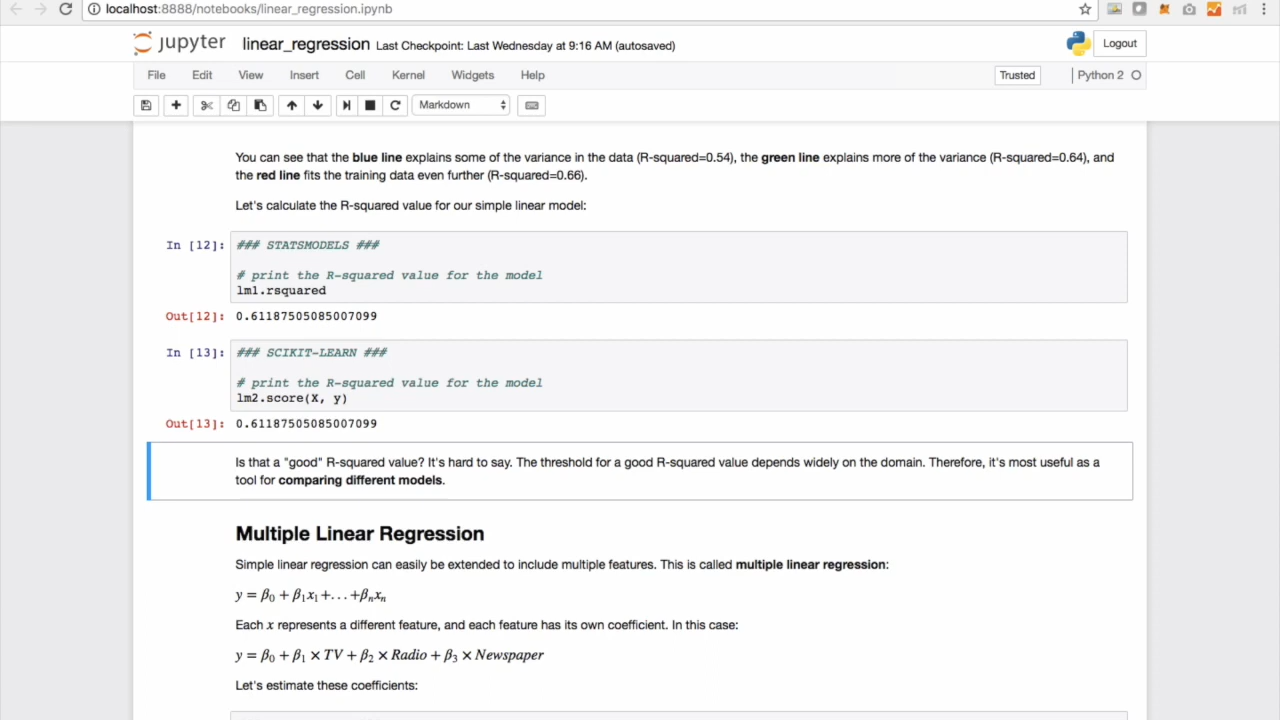 localhost:8888/notebooks/linear_regression.ipynb
jupyter linear_regression Last Checkpoint: Last Wednesday at 9:16 AM (autosaved)
Logout
File Edit View Insert Cell Kernel Widgets Help
Trusted
Python 2
Markdown
You can see that the blue line explains some of the variance in the data (R-squared=0.54), the green line explains more of the variance (R-squared=0.64), and
the red line fits the training data even further (R-squared=0.66).
Let's calculate the R-squared value for our simple linear model:
In [12]: ### STATSMODELS ###
# print the R-squared value for the model
lm1.rsquared
Out[12]: 0.61187505085007099
In [13]: ### SCIKIT-LEARN ###
# print the R-squared value for the model
lm2.score(X, y)
Out[13]: 0.61187505085007099
Is that a "good" R-squared value? It's hard to say. The threshold for a good R-squared value depends widely on the domain. Therefore, it's most useful as a
tool for comparing different models.
Multiple Linear Regression
Simple linear regression can easily be extended to include multiple features. This is called multiple linear regression:
y = β₀ + β₁x₁+...+βₙxₙ
Each x represents a different feature, and each feature has its own coefficient. In this case:
y = β₀ + β₁ × TV + β₂ × Radio + β₃ × Newspaper
Let's estimate these coefficients: